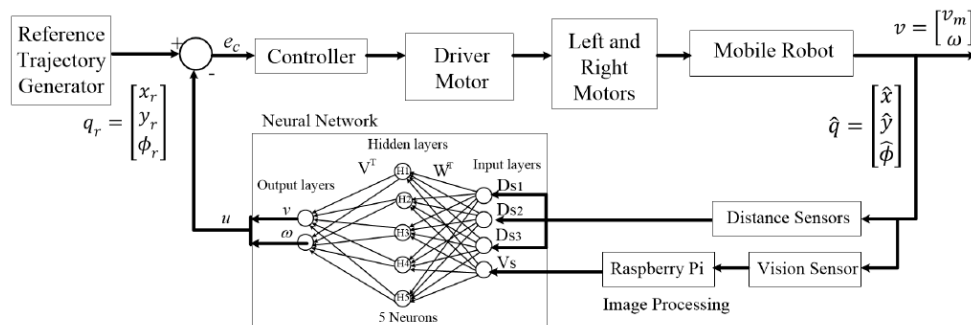 Reference
Trajectory
Generator
+
-
e_c
Controller
Driver
Motor
Left and
Right
Motors
Mobile Robot
v = [v_m ω]
q_r = [x_r y_r ϕ_r]
q̂ = [x̂ ŷ ϕ̂]
Neural Network
Hidden layers
V^T
W^T
Input layers
Output layers
H1
H2
H3
H4
H5
Ds1
Ds2
Ds3
Vs
u
v
ω
5 Neurons
Distance Sensors
Raspberry Pi
Vision Sensor
Image Processing